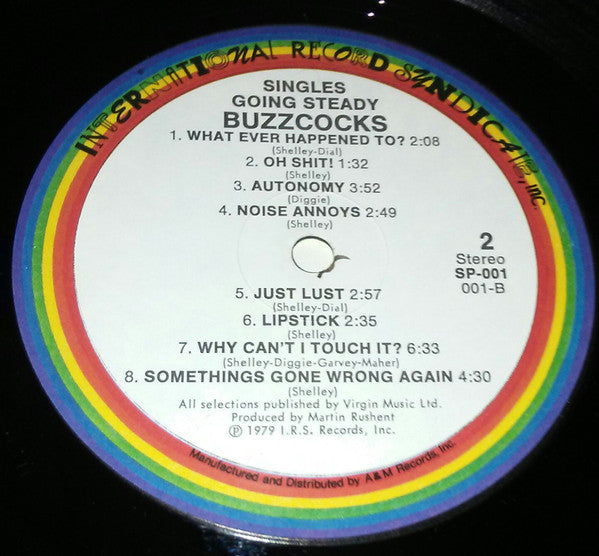 INTERNATIONAL RECORD SYNDICATE, INC.
SINGLES
GOING STEADY
BUZZCOCKS
1. WHAT EVER HAPPENED TO? 2:08
(Shelley-Dial)
2. OH SHIT! 1:32
(Shelley)
3. AUTONOMY 3:52
(Diggie)
4. NOISE ANNOYS 2:49
(Shelley)
2
Stereo
SP-001
001-B
5. JUST LUST 2:57
(Shelley-Dial)
6. LIPSTICK 2:35
(Shelley)
7. WHY CAN'T I TOUCH IT? 6:33
(Shelley-Diggie-Garvey-Maher)
8. SOMETHINGS GONE WRONG AGAIN 4:30
(Shelley)
All selections published by Virgin Music Ltd.
Produced by Martin Rushent
Ⓟ 1979 I.R.S. Records, Inc.
Manufactured and Distributed by A&M Records, Inc.